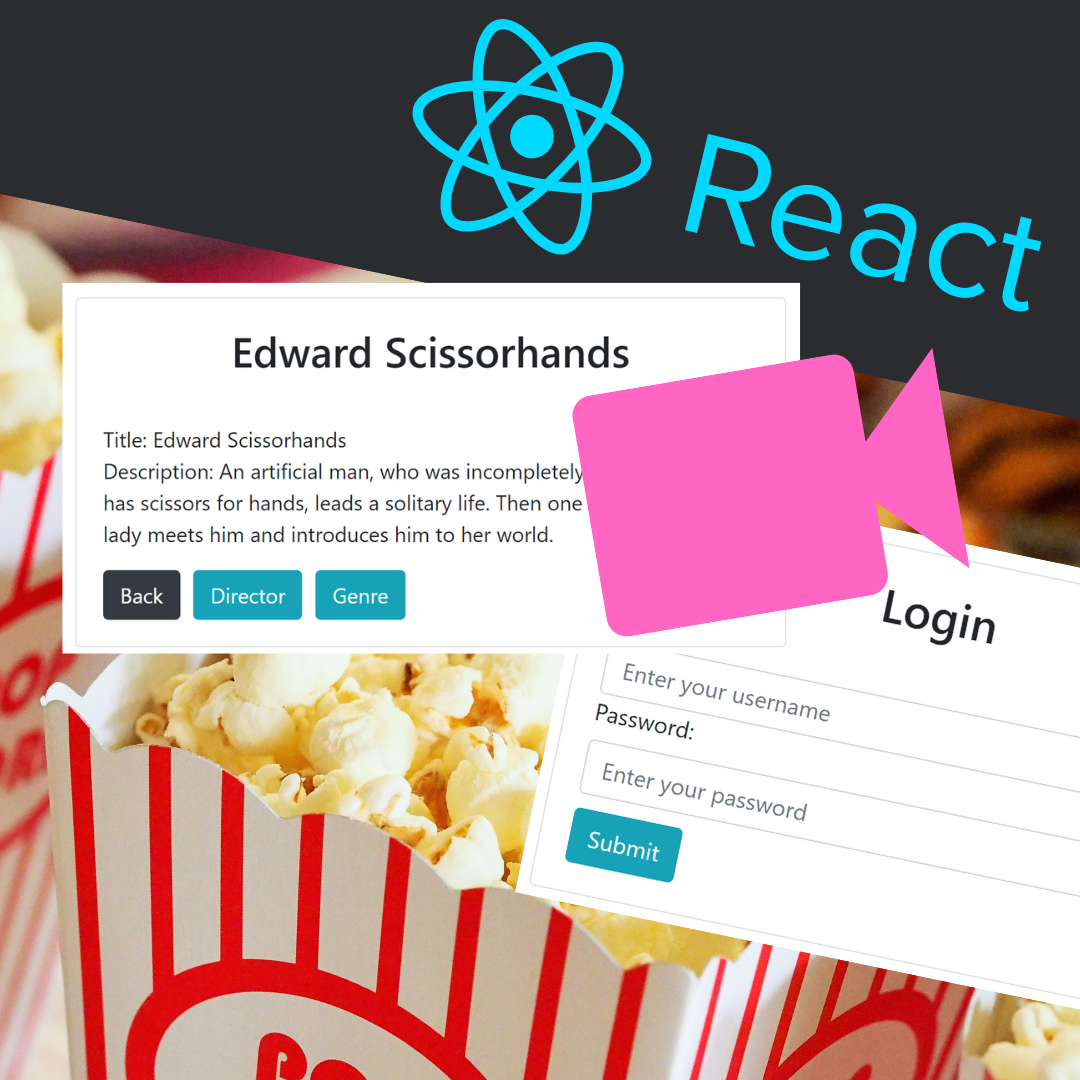 React
Edward Scissorhands
Title: Edward Scissorhands
Description: An artificial man, who was incompletely
has scissors for hands, leads a solitary life. Then one
lady meets him and introduces him to her world.
Back
Director
Genre
Login
Enter your username
Password:
Enter your password
Submit